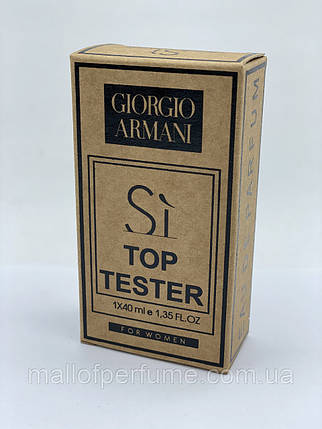 Si
GIORGIO
ARMANI
Sì
TOP
TESTER
1X40 ml e 1,35 FL.OZ
FOR WOMEN
EAU DE PARFUM
mallofperfume.com.ua